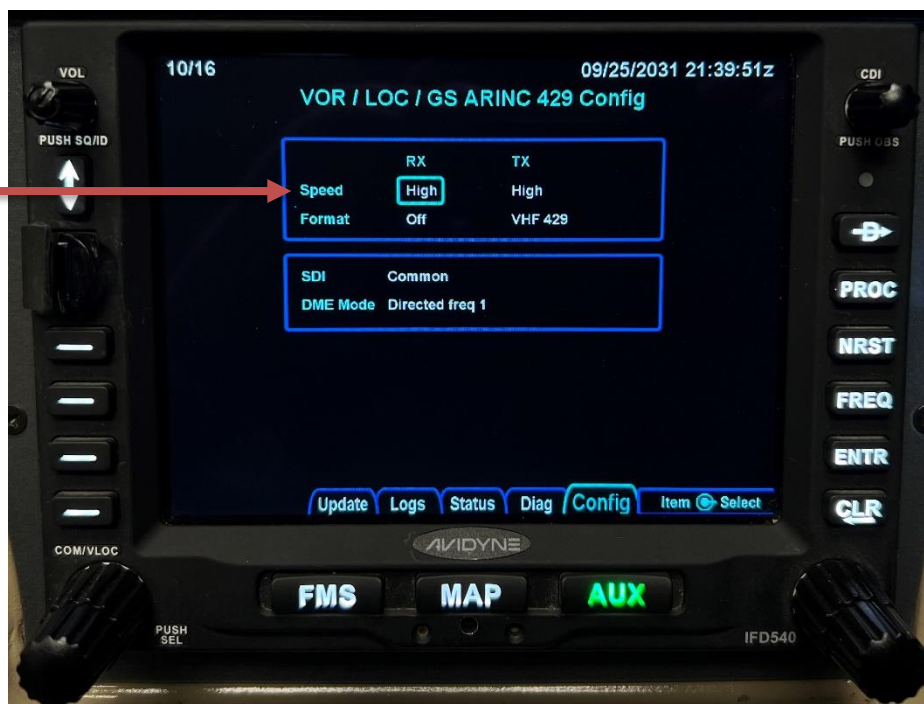 VOL
10/16 09/25/2031 21:39:51z
CDI
VOR / LOC / GS ARINC 429 Config
PUSH SQ/ID
PUSH OBS
RX TX
Speed High High
Format Off VHF 429
SDI Common
DME Mode Directed freq 1
D
PROC
NRST
FREQ
ENTR
CLR
Update Logs Status Diag Config Item Select
COM/VLOC
AVIDYNE
FMS MAP AUX
PUSH
SEL
IFD540